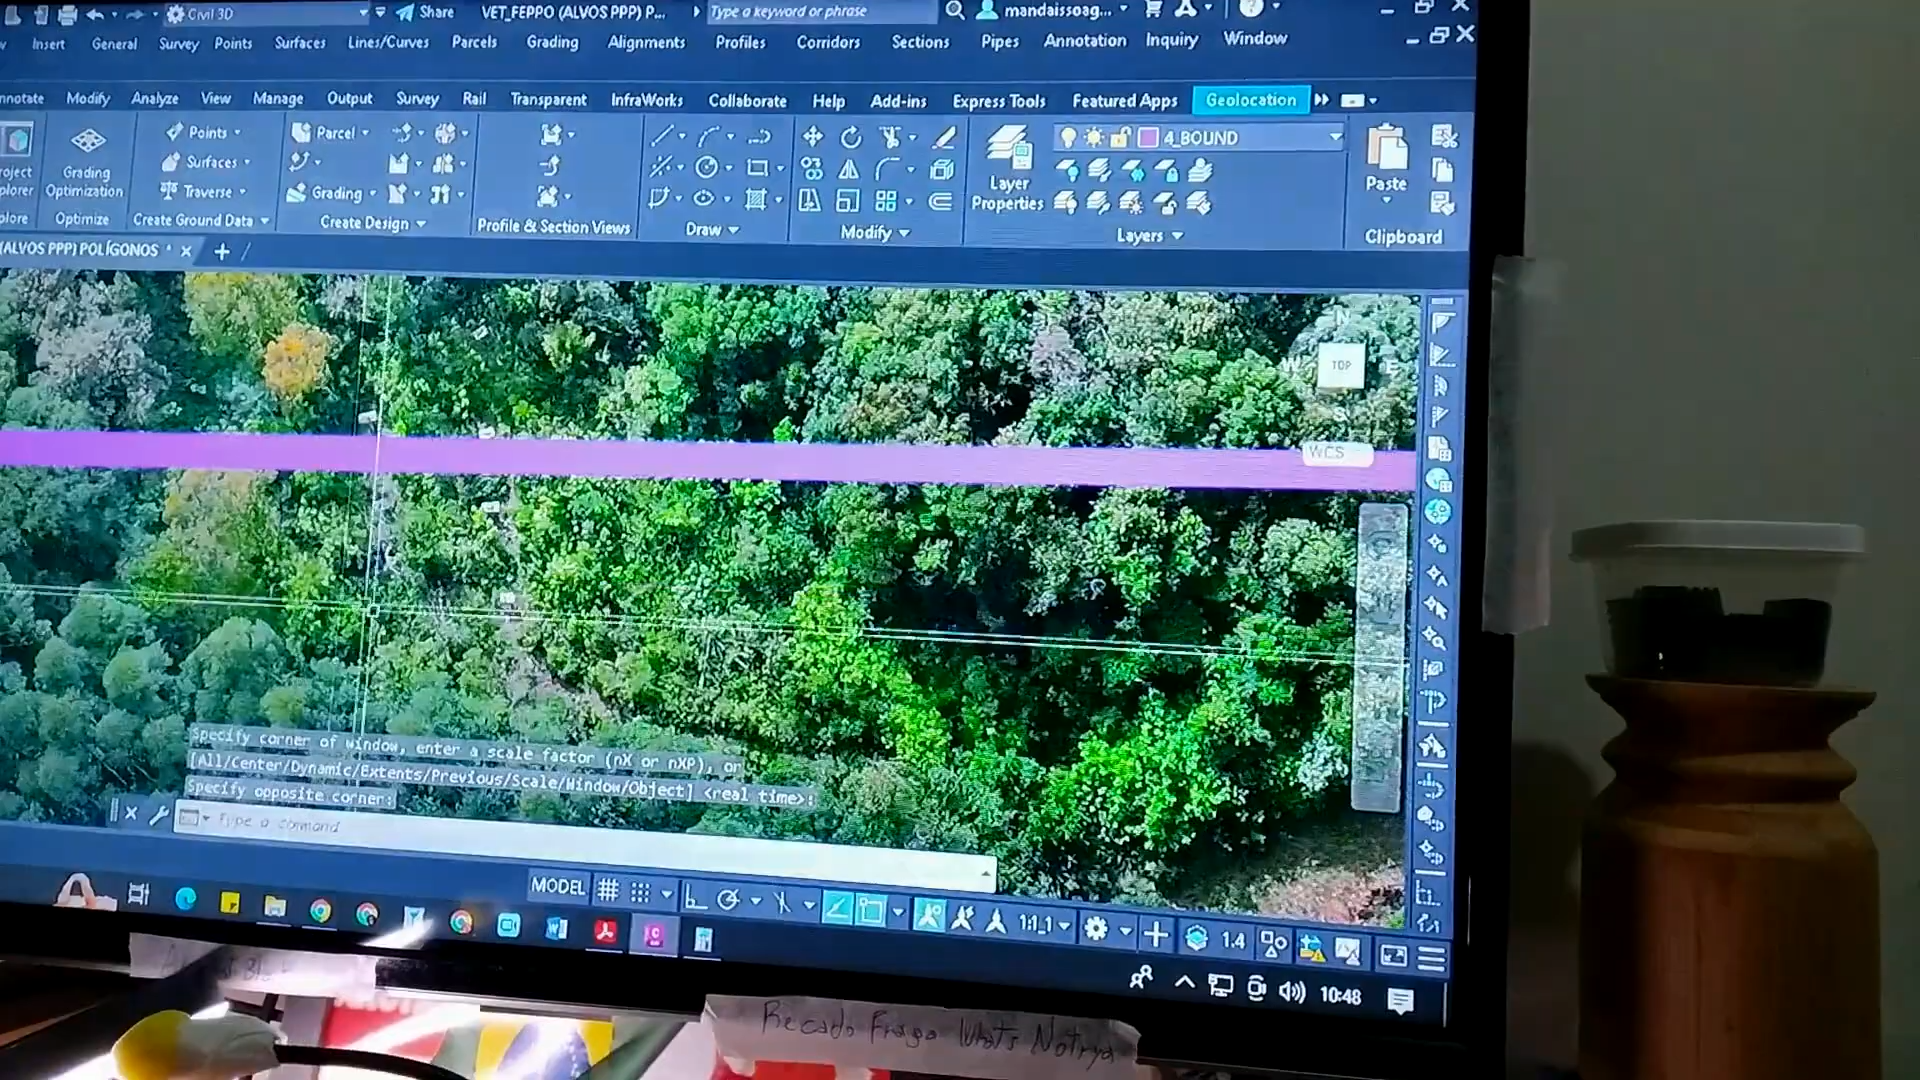 Civil 3D
Share
VET_FEPPO (ALVOS PPP) P...
Type a keyword or phrase
mandaissoag...
Insert General Survey Points Surfaces Lines/Curves Parcels Grading Alignments Profiles Corridors Sections Pipes Annotation Inquiry Window
nnotate Modify Analyze View Manage Output Survey Rail Transparent InfraWorks Collaborate Help Add-ins Express Tools Featured Apps Geolocation
roject
plorer
plore
Grading
Optimization
Optimize
Points
Surfaces
Traverse
Create Ground Data
Parcel
Grading
Create Design
Profile & Section Views
Draw
Modify
Layer
Properties
4_BOUND
Layers
Paste
Clipboard
(ALVOS PPP) POLÍGONOS *
N
W
TOP
E
S
WCS
Specify corner of window, enter a scale factor (nX or nXP), or
[All/Center/Dynamic/Extents/Previous/Scale/Window/Object] <real time>:
Specify opposite corner:
Type a command
MODEL
1:1_1
1.4
10:48
Recado Fraga Whats